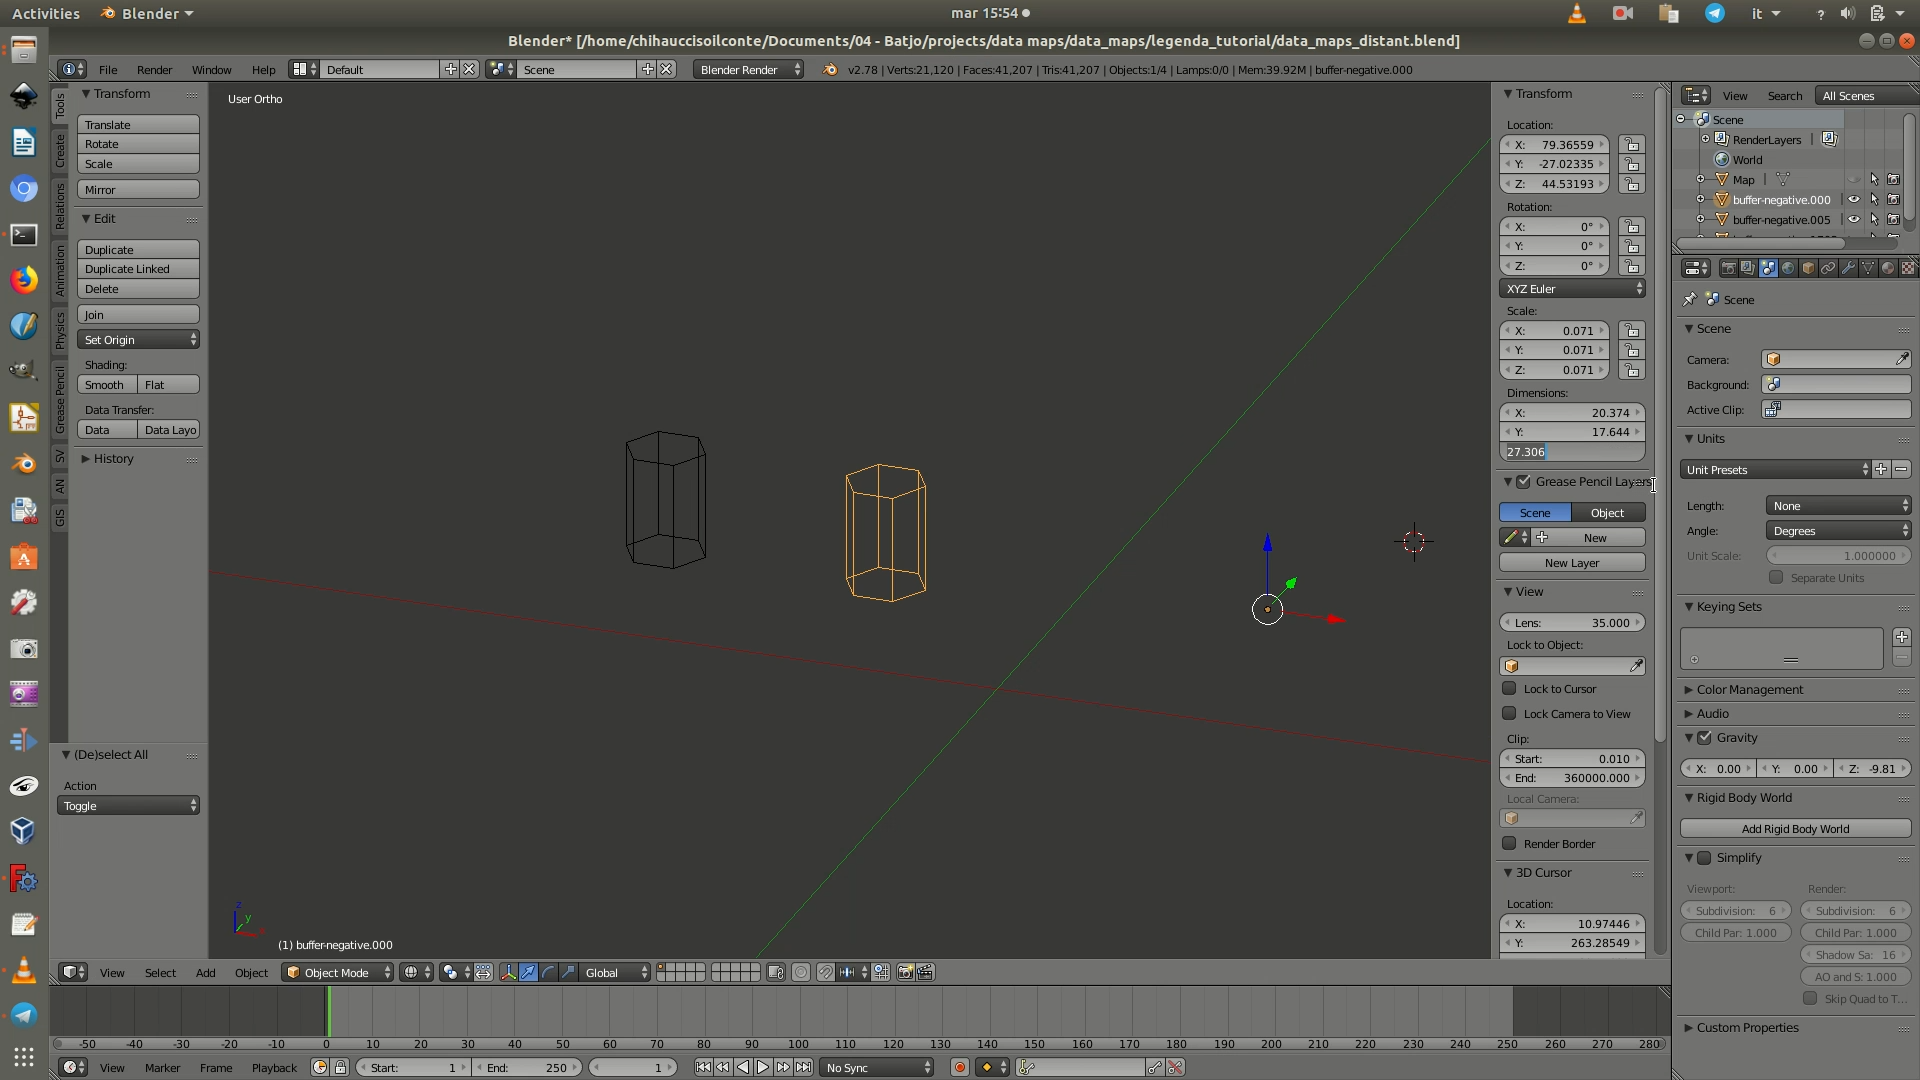 Activities Blender mar 15:54 it ?
Blender* [/home/chihauccisoilconte/Documents/04 - Batjo/projects/data maps/data_maps/legenda_tutorial/data_maps_distant.blend]
File Render Window Help Default Scene Blender Render v2.78 | Verts:21,120 | Faces:41,207 | Tris:41,207 | Objects:1/4 | Lamps:0/0 | Mem:39.92M | buffer-negative.000
Tools
Create
Relations
Animation
Physics
Grease Pencil
SV
AN
GIS
Transform
Translate
Rotate
Scale
Mirror
Edit
Duplicate
Duplicate Linked
Delete
Join
Set Origin
Shading:
Smooth Flat
Data Transfer:
Data Data Layo
History
(De)select All
Action
Toggle
User Ortho
z
y
(1) buffer-negative.000
Transform
Location:
X: 79.36559
Y: -27.02335
Z: 44.53193
Rotation:
X: 0°
Y: 0°
Z: 0°
XYZ Euler
Scale:
X: 0.071
Y: 0.071
Z: 0.071
Dimensions:
X: 20.374
Y: 17.644
27.306
Grease Pencil Layers
Scene Object
New
New Layer
View
Lens: 35.000
Lock to Object:
Lock to Cursor
Lock Camera to View
Clip:
Start: 0.010
End: 360000.000
Local Camera:
Render Border
3D Cursor
Location:
X: 10.97446
Y: 263.28549
View Search All Scenes
Scene
RenderLayers
World
Map
buffer-negative.000
buffer-negative.005
Scene
Scene
Camera:
Background:
Active Clip:
Units
Unit Presets
Length: None
Angle: Degrees
Unit Scale: 1.000000
Separate Units
Keying Sets
Color Management
Audio
Gravity
X: 0.00 Y: 0.00 Z: -9.81
Rigid Body World
Add Rigid Body World
Simplify
Viewport: Render:
Subdivision: 6 Subdivision: 6
Child Par: 1.000 Child Par: 1.000
Shadow Sa: 16
AO and S: 1.000
Skip Quad to T...
Custom Properties
View Select Add Object Object Mode Global
-50 -40 -30 -20 -10 0 10 20 30 40 50 60 70 80 90 100 110 120 130 140 150 160 170 180 190 200 210 220 230 240 250 260 270 280
View Marker Frame Playback Start: 1 End: 250 1 No Sync